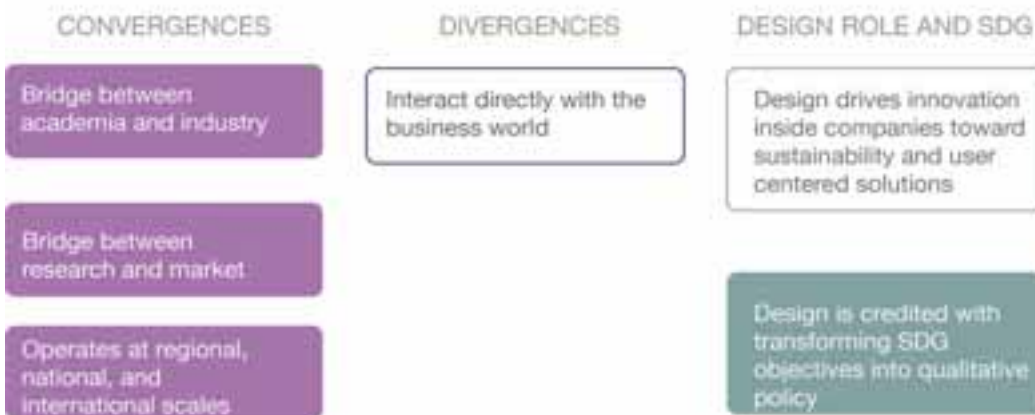 CONVERGENCES
Bridge between
academia and industry
Bridge between
research and market
Operates at regional,
national, and
international scales
DIVERGENCES
Interact directly with the
business world
DESIGN ROLE AND SDG
Design drives innovation
inside companies toward
sustainability and user
centered solutions
Design is credited with
transforming SDG
objectives into qualitative
policy